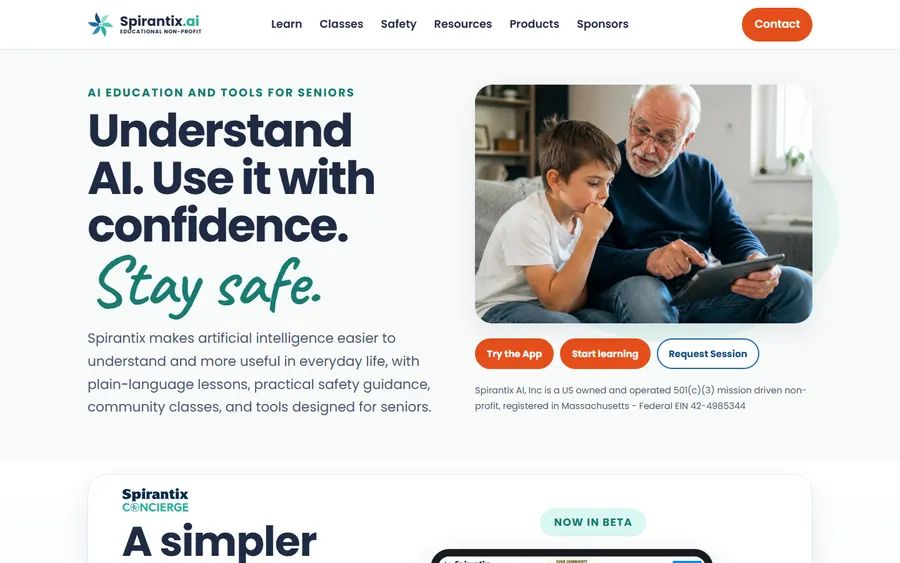 Spirantix.ai
EDUCATIONAL NON-PROFIT
Learn Classes Safety Resources Products Sponsors
Contact
AI EDUCATION AND TOOLS FOR SENIORS
Understand
AI. Use it with
confidence.
Stay safe.
Spirantix makes artificial intelligence easier to
understand and more useful in everyday life, with
plain-language lessons, practical safety guidance,
community classes, and tools designed for seniors.
Try the App Start learning Request Session
Spirantix AI, Inc is a US owned and operated 501(c)(3) mission driven non-
profit, registered in Massachusetts - Federal EIN 42-4985344
Spirantix
CONCIERGE
A simpler
NOW IN BETA
Spirantix
YOUR COMMUNITY